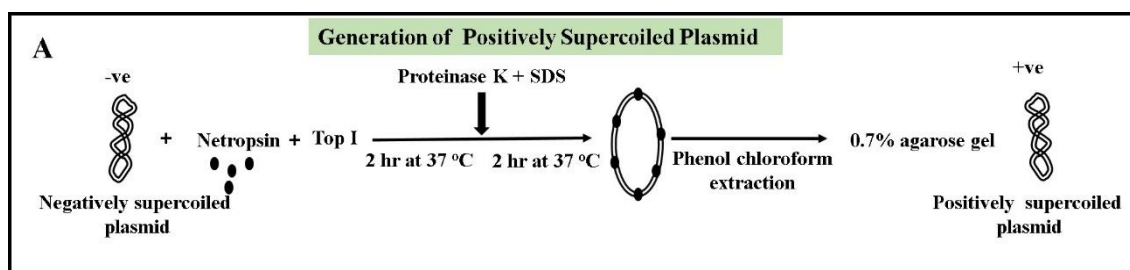 Generation of Positively Supercoiled Plasmid
A
-ve
+ve
Proteinase K + SDS
+ Netropsin + Top I
0.7% agarose gel
2 hr at 37 °C 2 hr at 37 °C
Phenol chloroform
extraction
Negatively supercoiled
plasmid
Positively supercoiled
plasmid